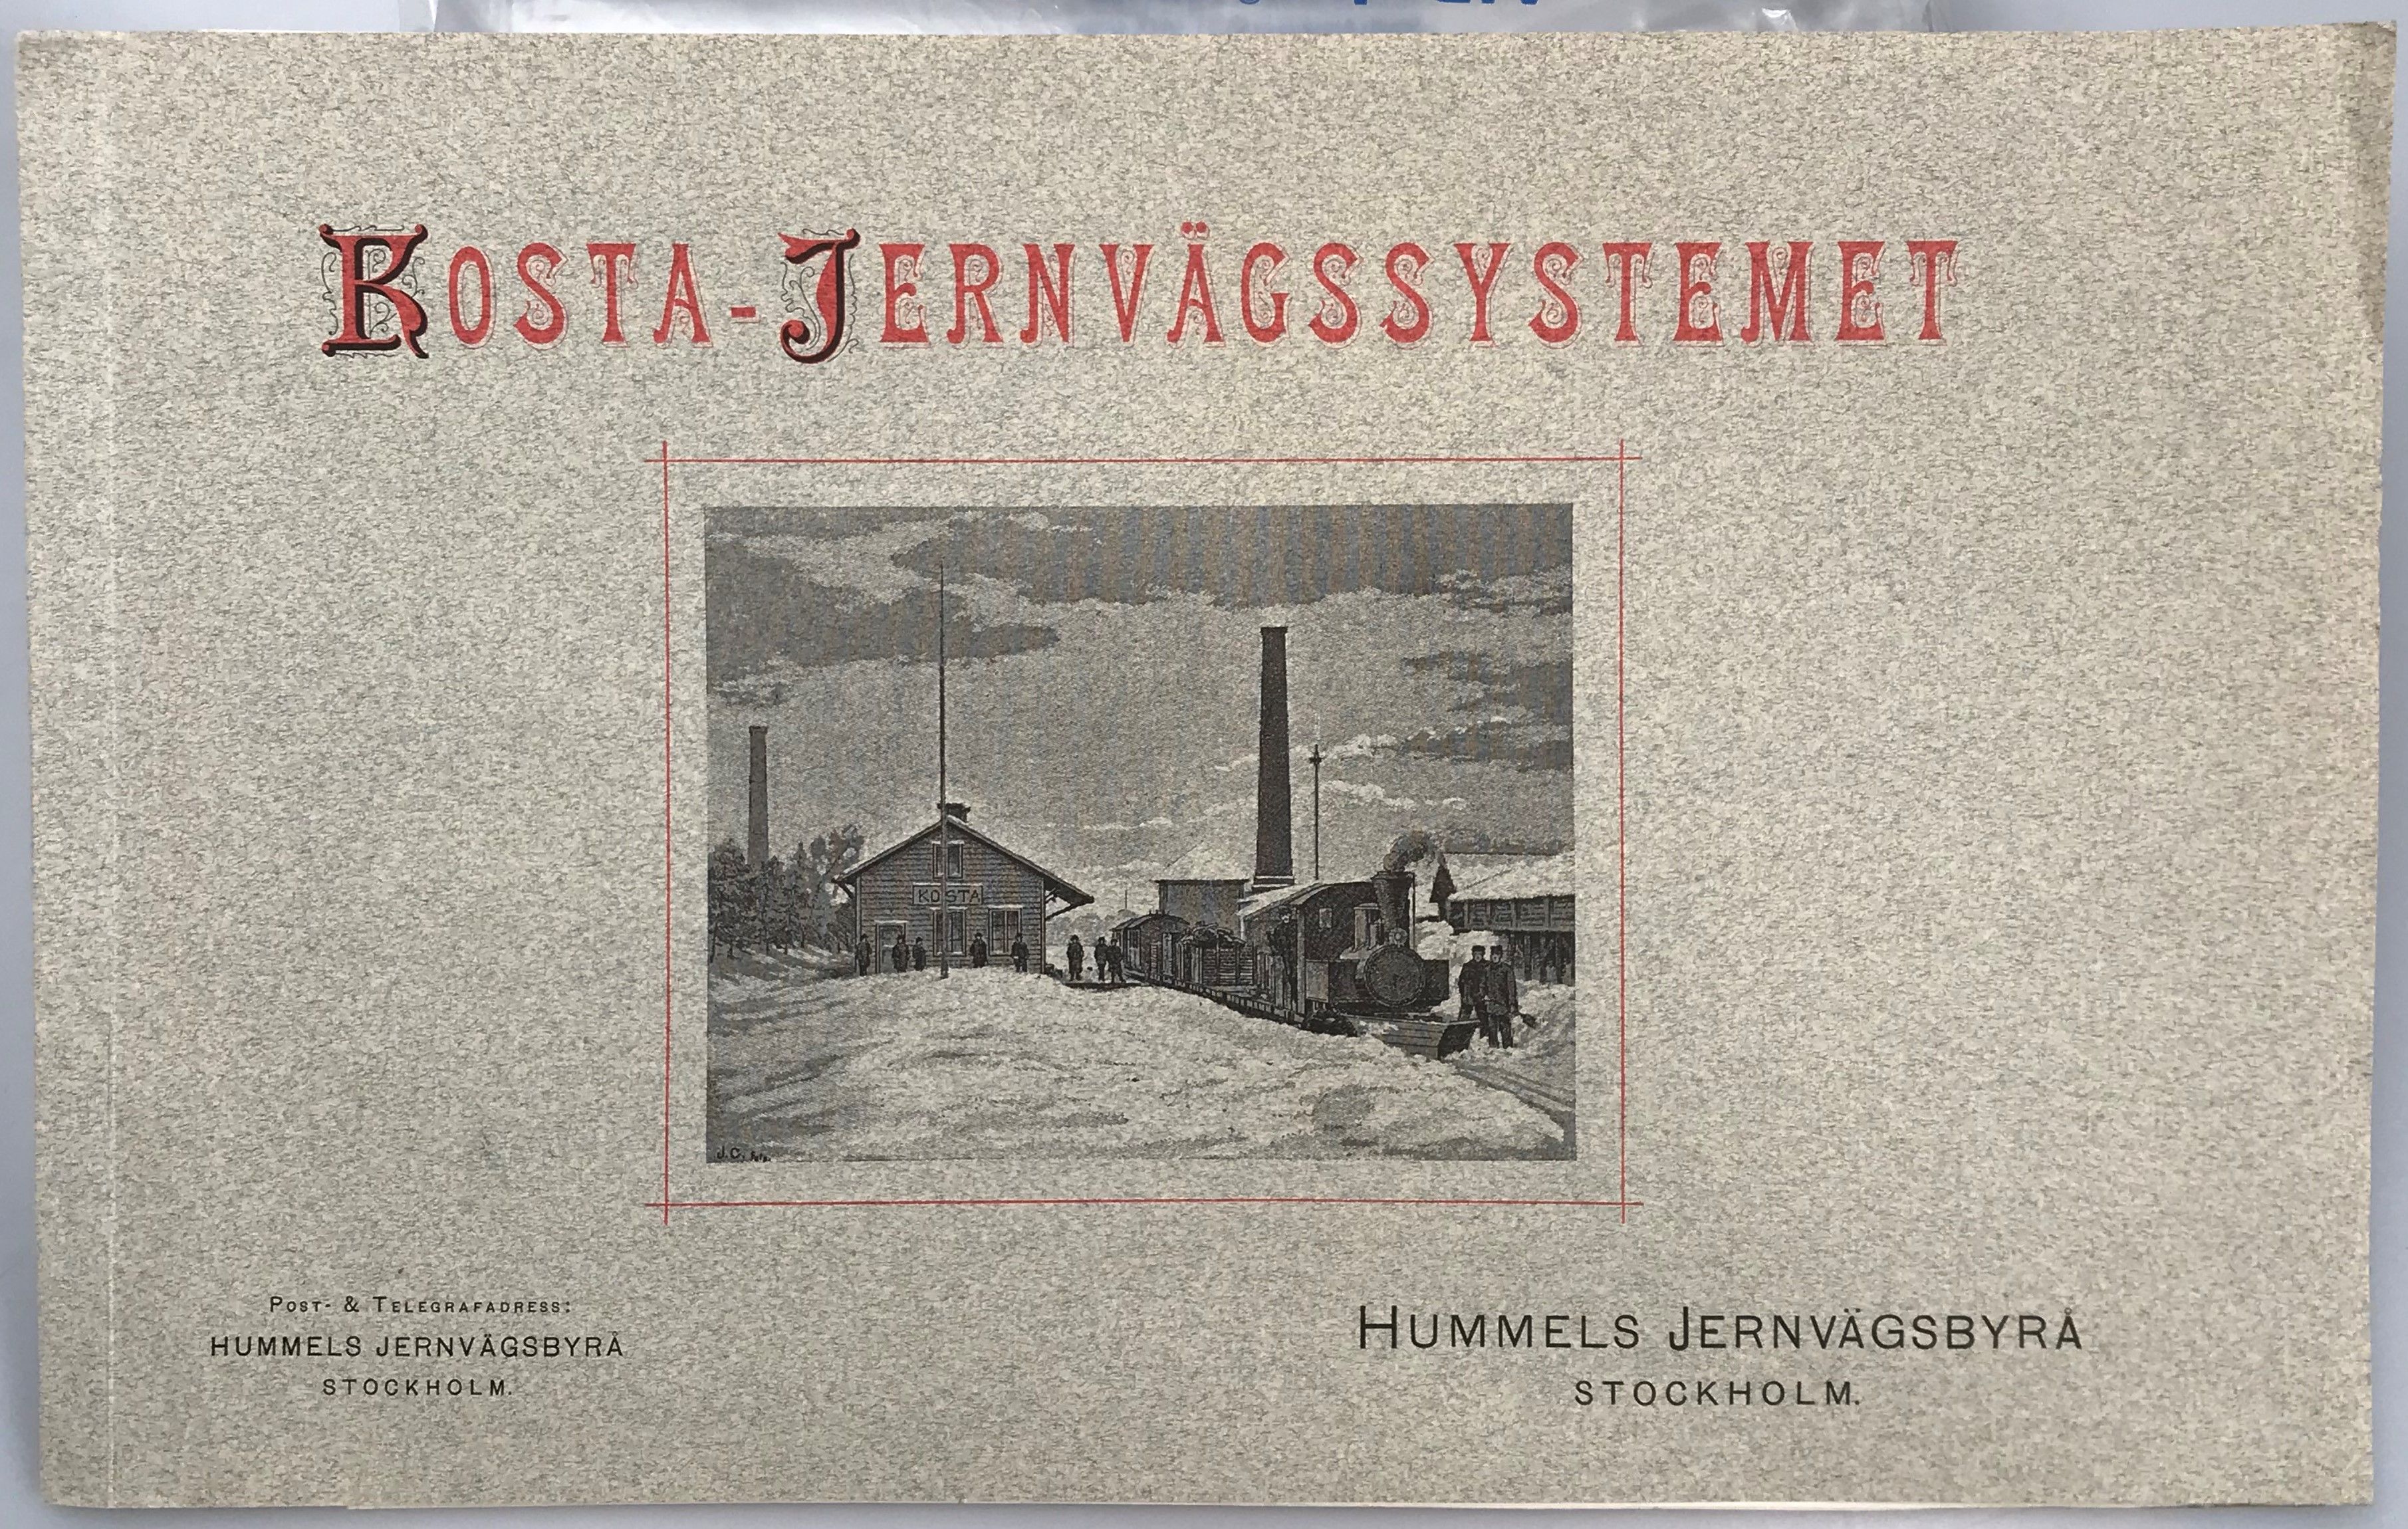 KOSTA-JERNVÄGSSYSTEMET
KOSTA
J.C.
POST- & TELEGRAFADRESS:
HUMMELS JERNVÄGSBYRÅ
STOCKHOLM.
HUMMELS JERNVÄGSBYRÅ
STOCKHOLM.